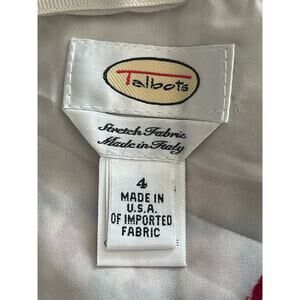 Talbots
Stretch Fabric
Made in Italy
4
MADE IN
U.S.A.
OF IMPORTED
FABRIC